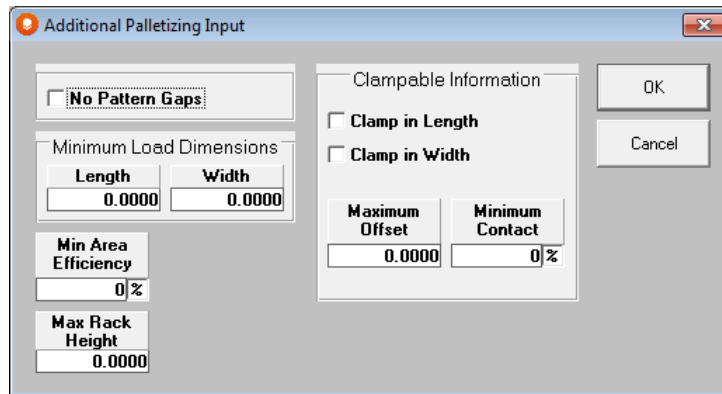 Additional Palletizing Input
No Pattern Gaps
Minimum Load Dimensions
Length Width
0.0000 0.0000
Min Area
Efficiency
0 %
Max Rack
Height
0.0000
Clampable Information
Clamp in Length
Clamp in Width
Maximum Minimum
Offset Contact
0.0000 0 %
OK
Cancel